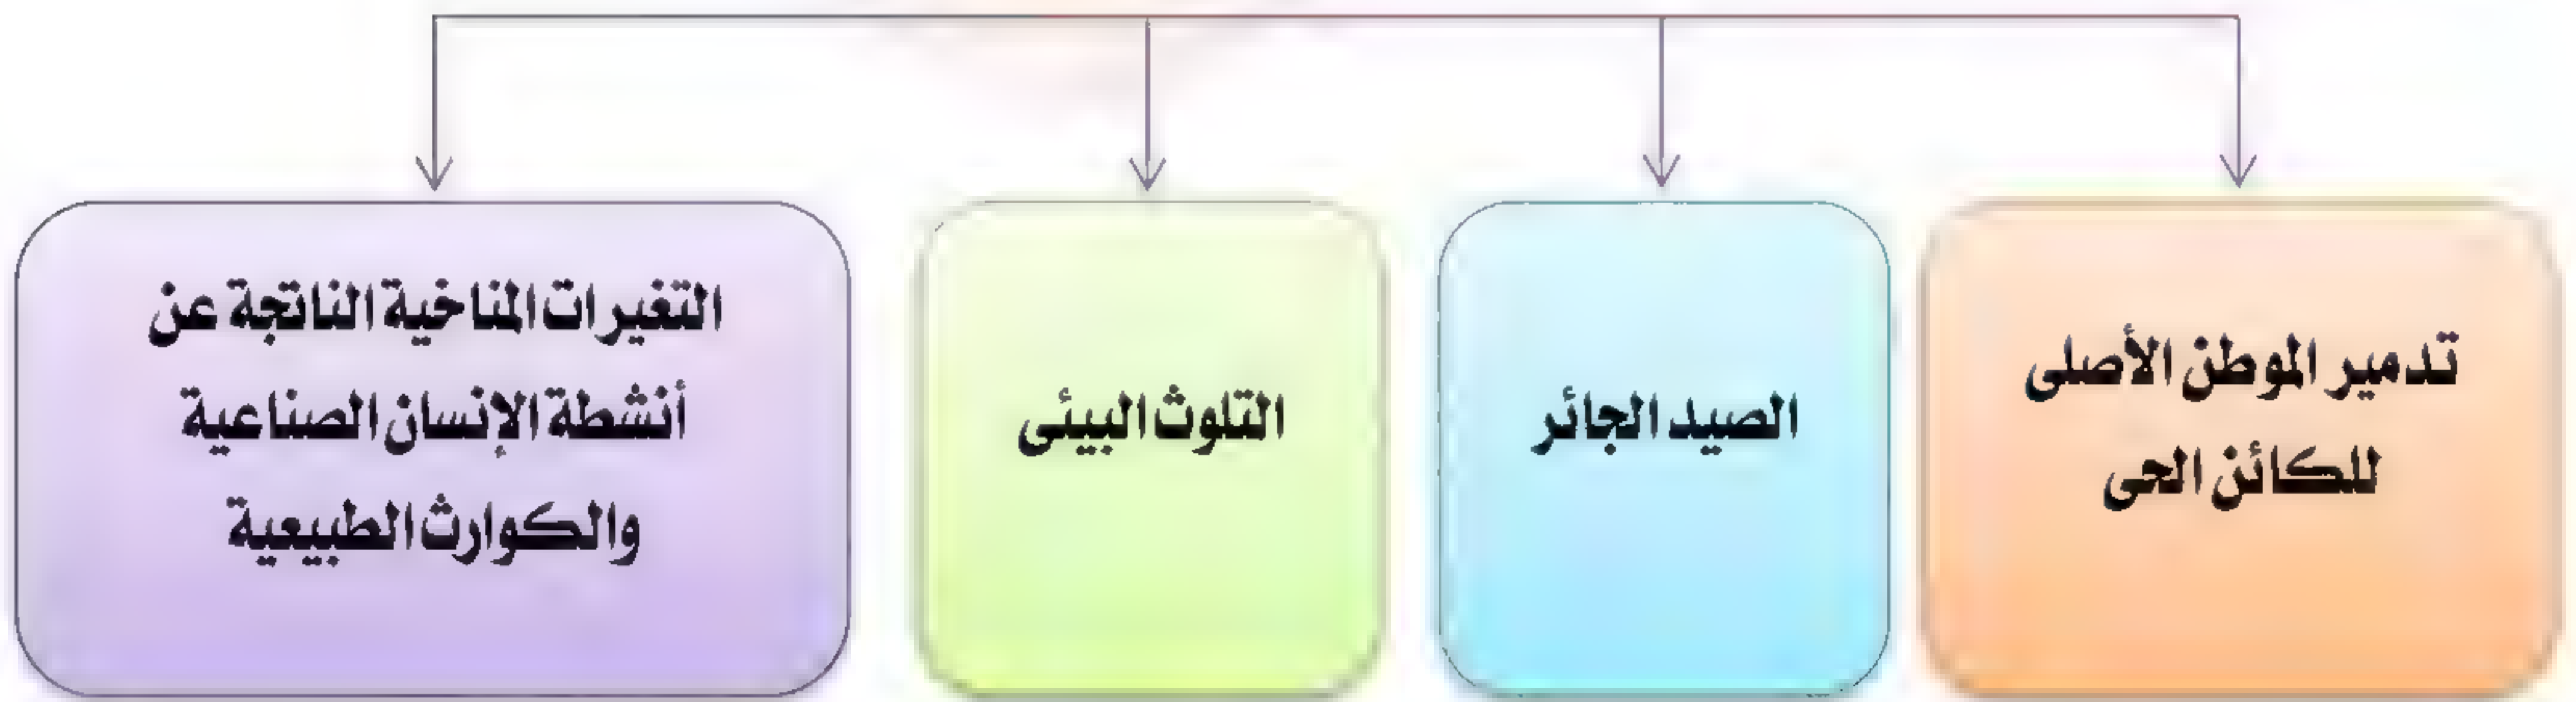 تدمير الموطن الأصلى
للكائن الحى
الصيد الجائر
التلوث البيئى
التغيرات المناخية الناتجة عن
أنشطة الإنسان الصناعية
والكوارث الطبيعية